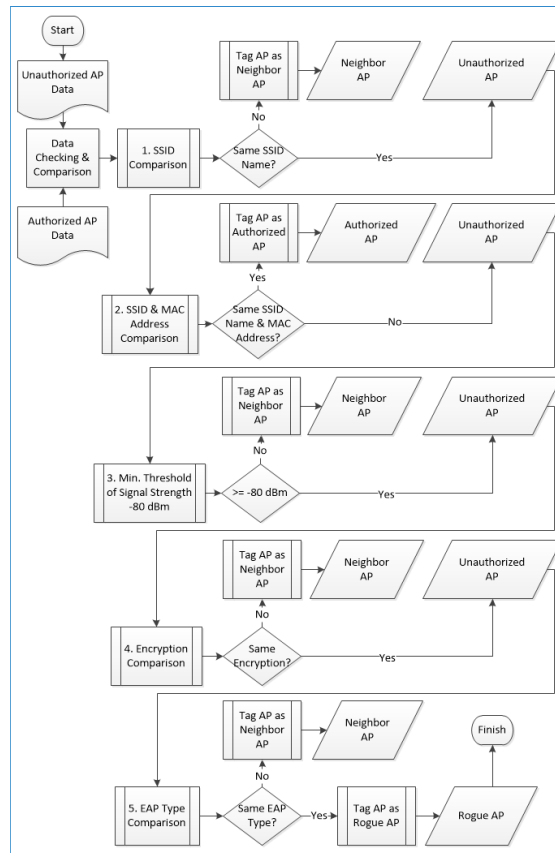 Start
Unauthorized AP
Data
Data
Checking &
Comparison
Authorized AP
Data
1. SSID
Comparison
Same SSID
Name?
No
Tag AP as
Neighbor
AP
Neighbor
AP
Yes
Unauthorized
AP
2. SSID & MAC
Address
Comparison
Same SSID
Name & MAC
Address?
Yes
Tag AP as
Authorized
AP
Authorized
AP
No
Unauthorized
AP
3. Min. Threshold
of Signal Strength
-80 dBm
>= -80 dBm
No
Tag AP as
Neighbor
AP
Neighbor
AP
Yes
Unauthorized
AP
4. Encryption
Comparison
Same
Encryption?
No
Tag AP as
Neighbor
AP
Neighbor
AP
Yes
Unauthorized
AP
5. EAP Type
Comparison
Same EAP
Type?
No
Tag AP as
Neighbor
AP
Neighbor
AP
Yes
Tag AP as
Rogue AP
Rogue AP
Finish